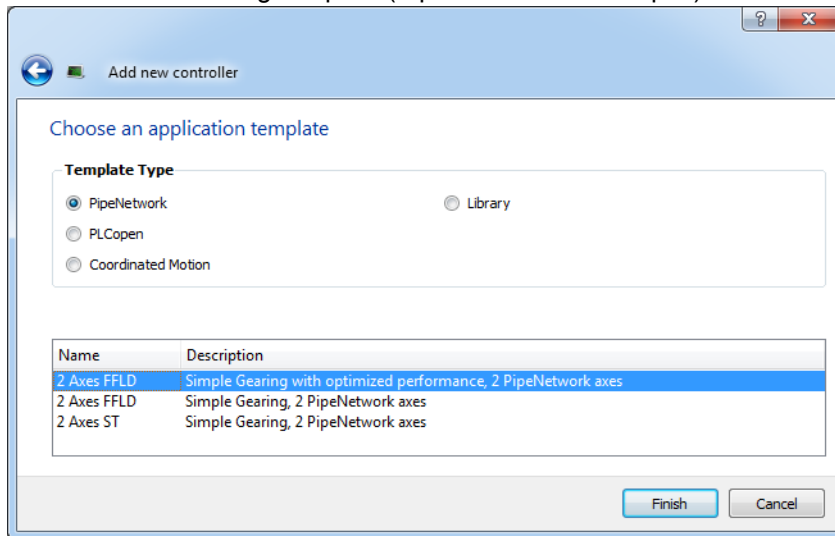 Add new controller
Choose an application template
Template Type
PipeNetwork
Library
PLCopen
Coordinated Motion
Name Description
2 Axes FFLD Simple Gearing with optimized performance, 2 PipeNetwork axes
2 Axes FFLD Simple Gearing, 2 PipeNetwork axes
2 Axes ST Simple Gearing, 2 PipeNetwork axes
Finish Cancel